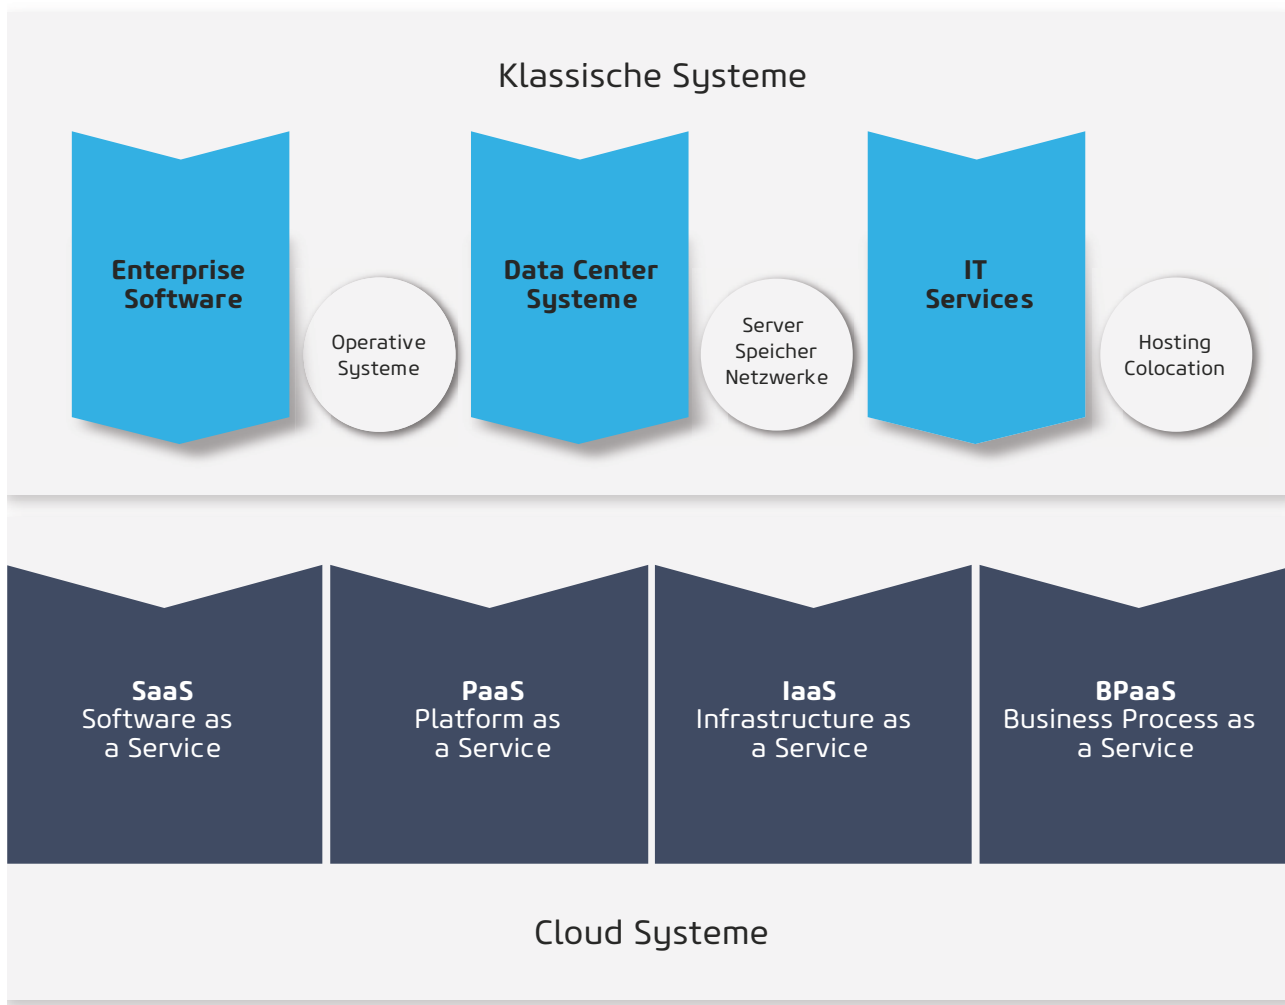 Klassische Systeme
Enterprise
Software
Operative
Systeme
Data Center
Systeme
Server
Speicher
Netzwerke
IT
Services
Hosting
Colocation
SaaS
Software as
a Service
PaaS
Platform as
a Service
IaaS
Infrastructure as
a Service
BPaaS
Business Process as
a Service
Cloud Systeme